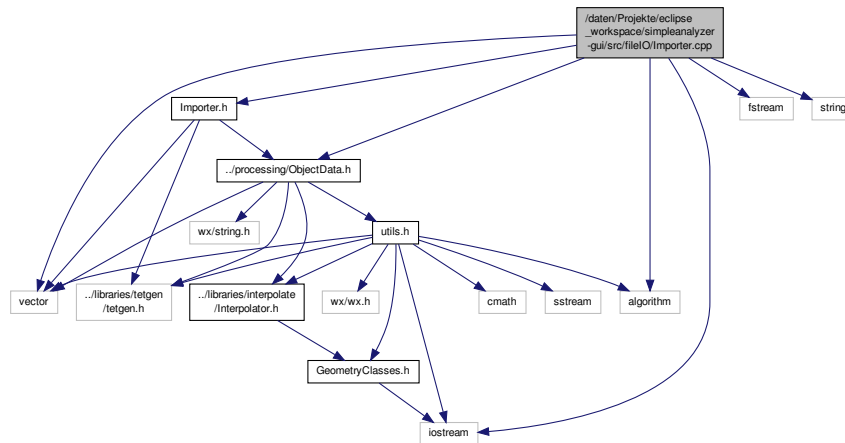 /daten/Projekte/eclipse
_workspace/simpleanalyzer
-gui/src/fileIO/Importer.cpp
Importer.h
fstream
string
../processing/ObjectData.h
wx/string.h
utils.h
vector
../libraries/tetgen
/tetgen.h
../libraries/interpolate
/Interpolator.h
wx/wx.h
cmath
sstream
algorithm
GeometryClasses.h
iostream